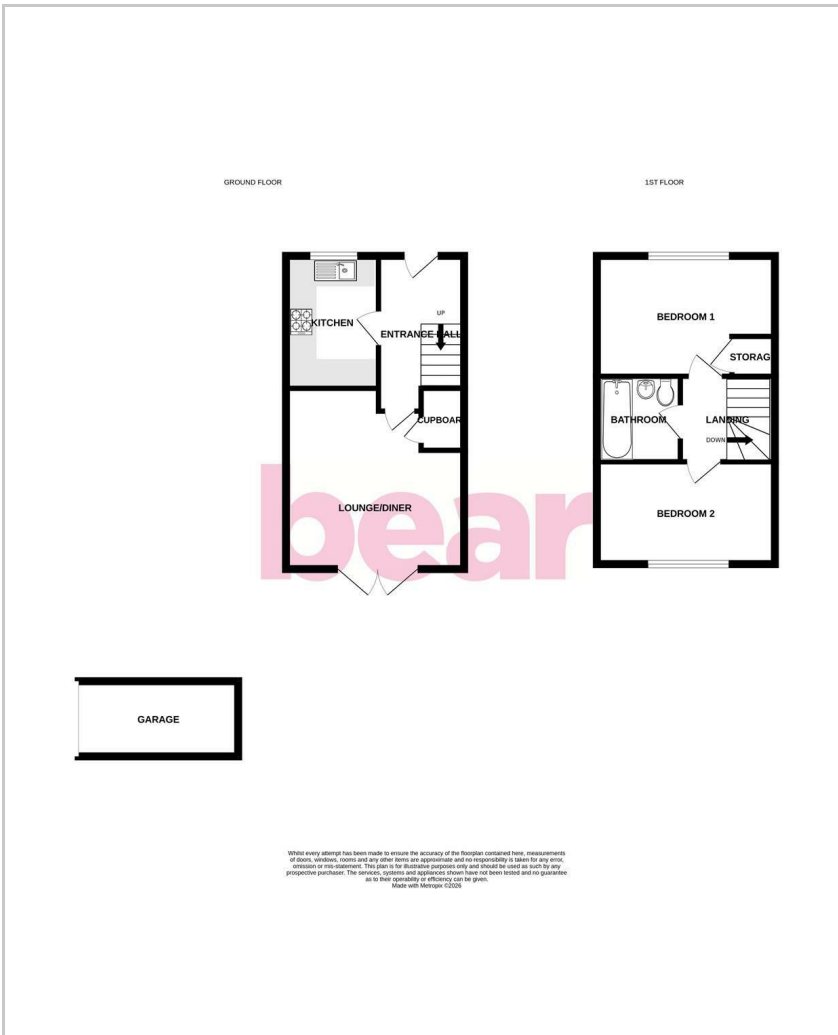 GROUND FLOOR
1ST FLOOR
KITCHEN
UP
ENTRANCE HALL
CUPBOARD
LOUNGE/DINER
BEDROOM 1
STORAG
BATHROOM
LANDING
DOWN
BEDROOM 2
bear
GARAGE
Whilst every attempt has been made to ensure the accuracy of the floorplan contained here, measurements
of doors, windows, rooms and any other items are approximate and no responsibility is taken for any error,
omission or mis-statement. This plan is for illustrative purposes only and should be used as such by any
prospective purchaser. The services, systems and appliances shown have not been tested and no guarantee
as to their operability or efficiency can be given.
Made with Metropix ©2026